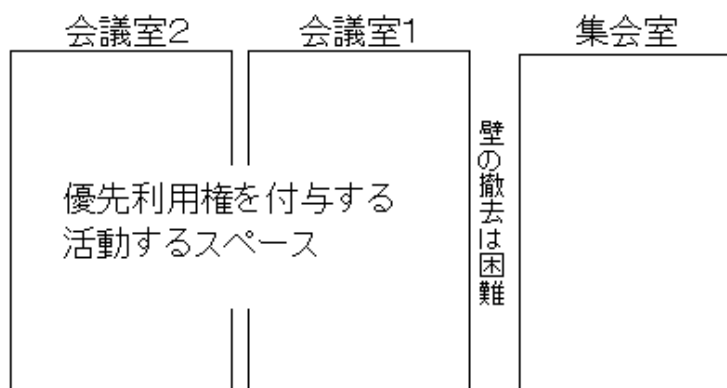 会議室2
会議室1
集会室
優先利用権を付与する
活動するスペース
壁の撤去は困難